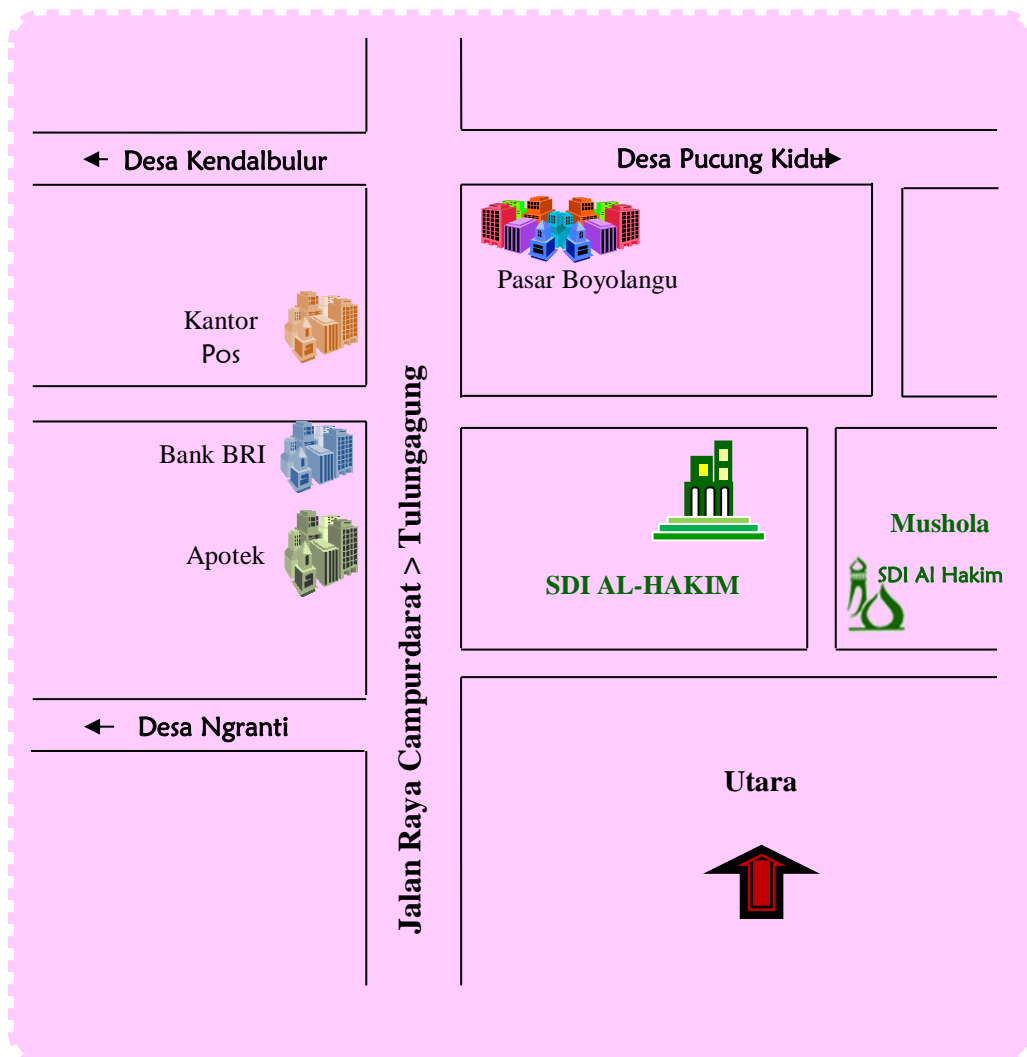 Desa Kendalbulur
Desa Pucung Kidul
Pasar Boyolangu
Kantor
Pos
Jalan Raya Campurdarat > Tulungagung
Bank BRI
Apotek
SDI AL-HAKIM
Mushola
SDI Al Hakim
Desa Ngranti
Utara